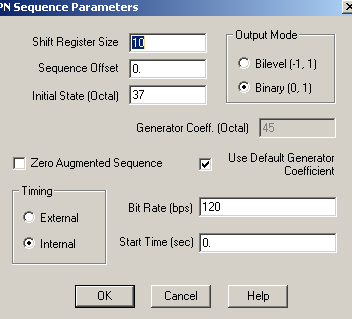 PN Sequence Parameters
Shift Register Size 10
Sequence Offset 0.
Initial State (Octal) 37
Output Mode
Bilevel (-1, 1)
Binary (0, 1)
Generator Coeff. (Octal) 45
Zero Augmented Sequence
Use Default Generator
Coefficient
Timing
External
Internal
Bit Rate (bps) 120
Start Time (sec) 0.
OK Cancel Help